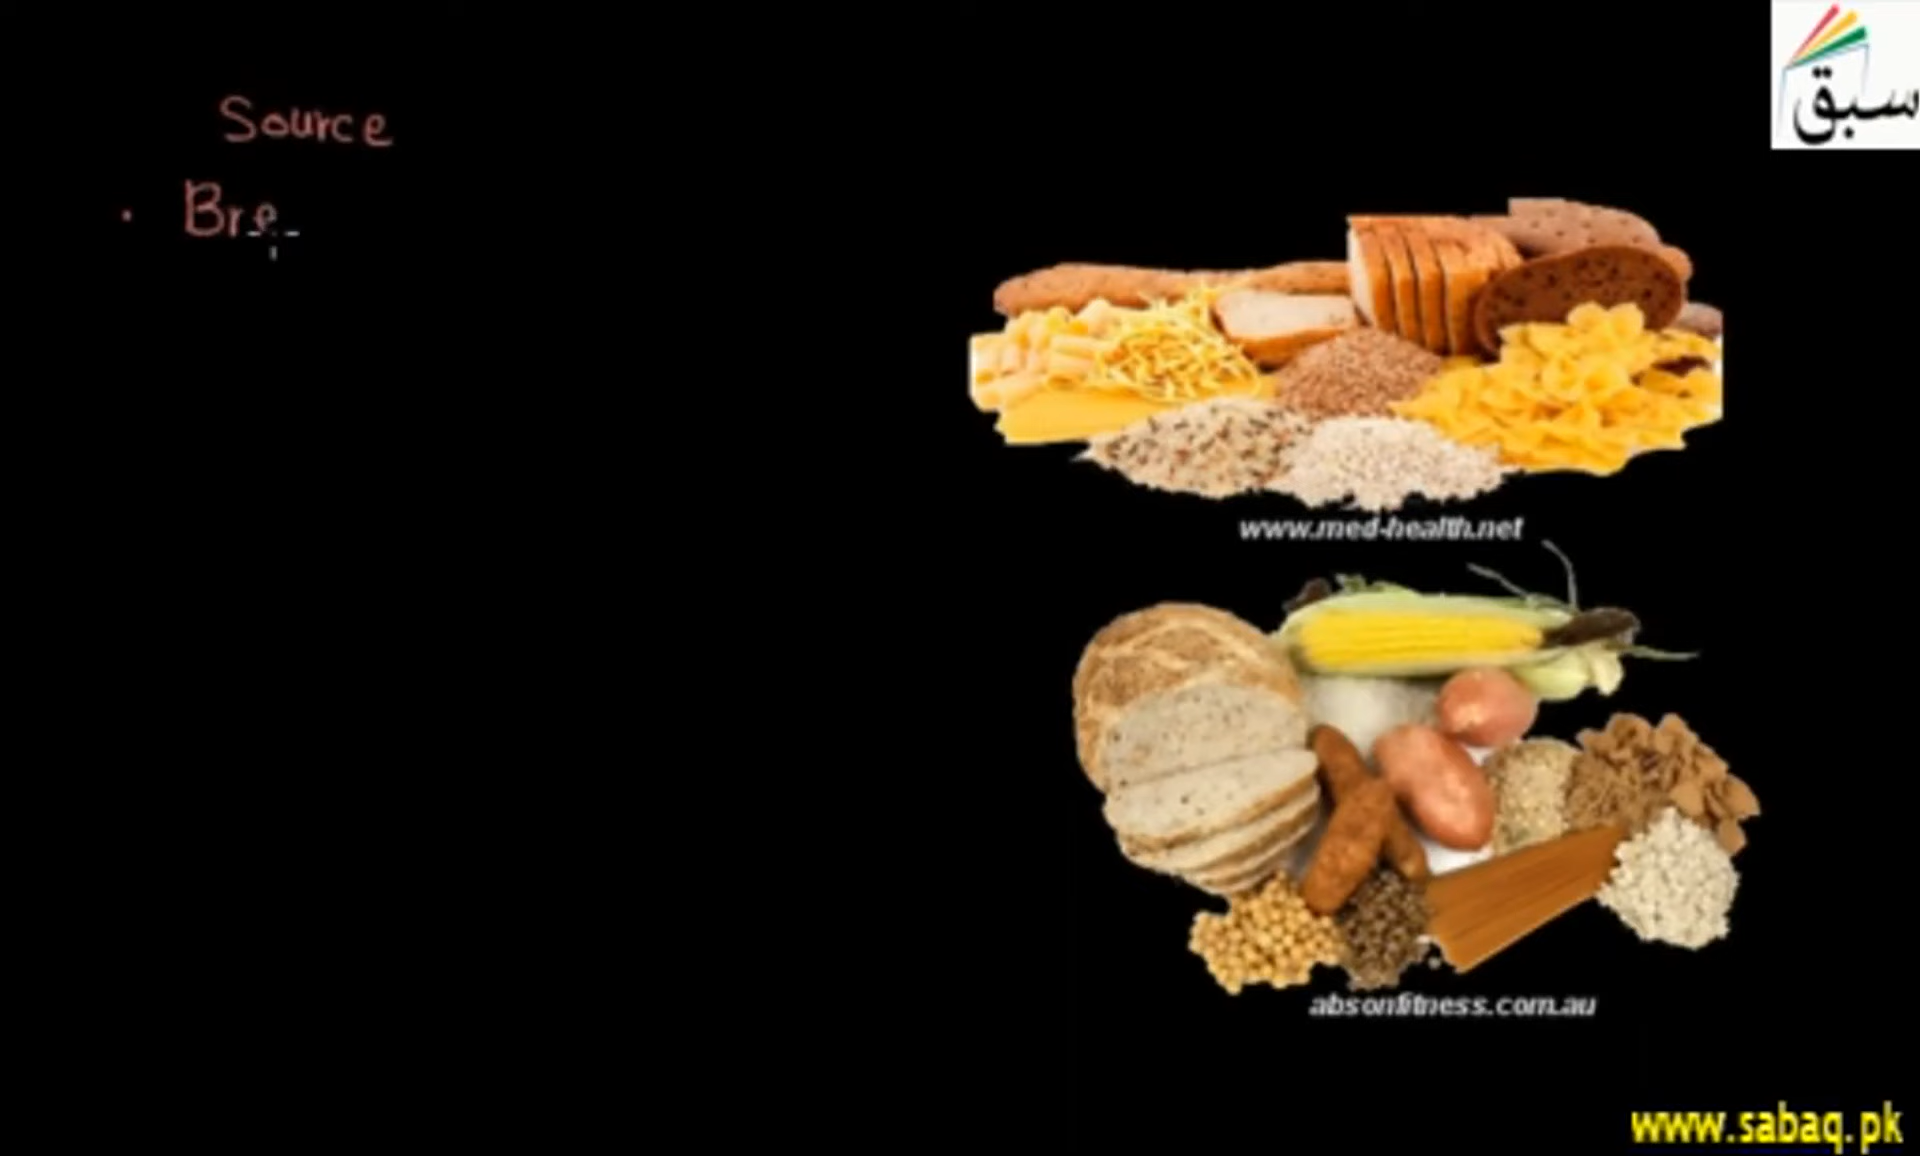 Source
· Bre
سبق
www.med-health.net
absonfitness.com.au
www.sabaq.pk